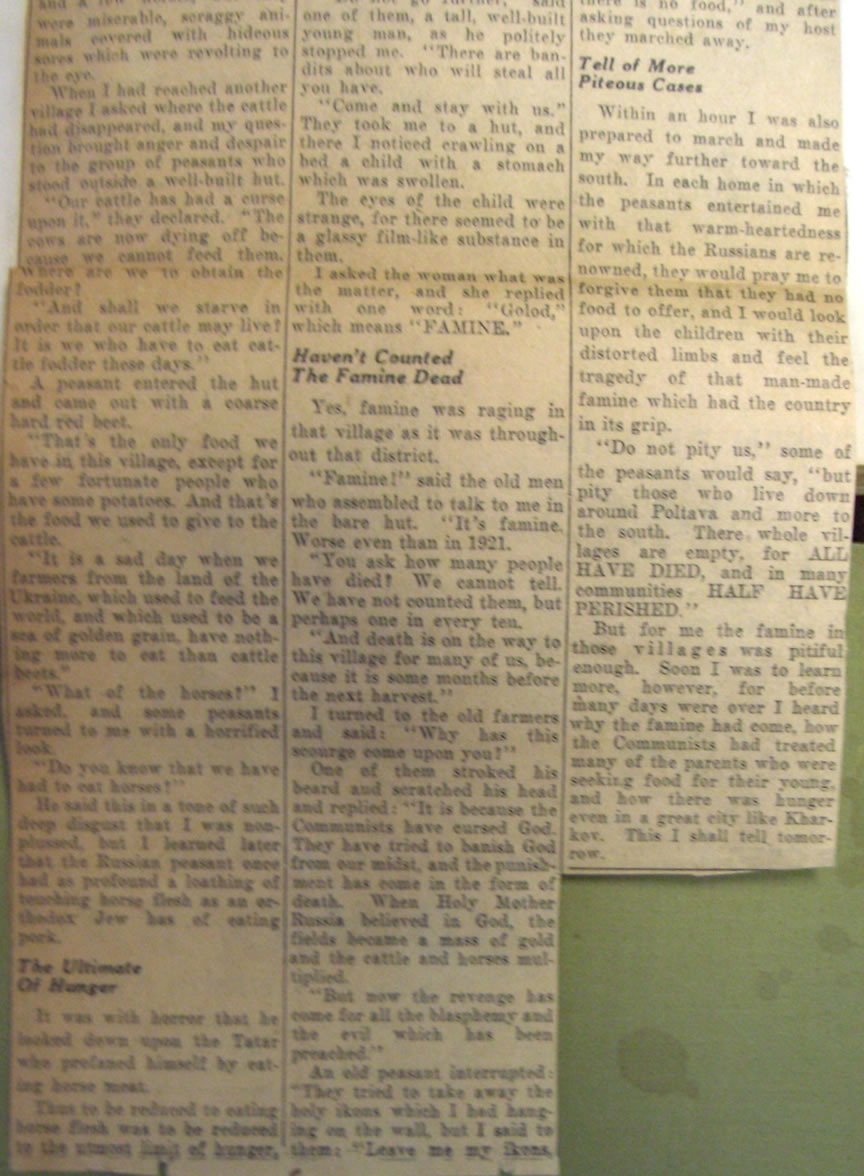 were miserable, scraggy ani-
mals covered with hideous
sores which were revolting to
the eye.
When I had reached another
village I asked where the cattle
had disappeared, and my ques-
tion brought anger and despair
to the group of peasants who
stood outside a well-built hut.
"Our cattle has had a curse
upon it," they declared. "The
cows are now dying off be-
cause we cannot feed them.
Where are we to obtain the
fodder?
"And shall we starve in
order that our cattle may live?
It is we who have to eat cat-
tle fodder these days."
A peasant entered the hut
and came out with a coarse
hard red beet.
"That's the only food we
have in this village, except for
a few fortunate people who
have some potatoes. And that's
the food we used to give to the
cattle.
"It is a sad day when we
farmers from the land of the
Ukraine, which used to feed the
world, and which used to be a
sea of golden grain, have noth-
ing more to eat than cattle
beets."
"What of the horses?" I
asked, and some peasants
turned to me with a horrified
look.
"Do you know that we have
had to eat horses?"
He said this in a tone of such
deep disgust that I was non-
plussed, but I learned later
that the Russian peasant once
had as profound a loathing of
touching horse flesh as an or-
thodox Jew has of eating
pork.
The Ultimate
Of Hunger
It was with horror that he
looked down upon the Tatar
who profaned himself by eat-
ing horse meat.
Thus to be reduced to eating
horse flesh was to be reduced
to the utmost limit of hunger,
one of them, a tall, well-built
young man, as he politely
stopped me. "There are ban-
dits about who will steal all
you have.
"Come and stay with us."
They took me to a hut, and
there I noticed crawling on a
bed a child with a stomach
which was swollen.
The eyes of the child were
strange, for there seemed to be
a glassy film-like substance in
them.
I asked the woman what was
the matter, and she replied
with one word: "Golod,"
which means "FAMINE."
Haven't Counted
The Famine Dead
Yes, famine was raging in
that village as it was through-
out that district.
"Famine!" said the old men
who assembled to talk to me in
the bare hut. "It's famine.
Worse even than in 1921.
"You ask how many people
have died? We cannot tell.
We have not counted them, but
perhaps one in every ten.
"And death is on the way to
this village for many of us, be-
cause it is some months before
the next harvest."
I turned to the old farmers
and said: "Why has this
scourge come upon you?"
One of them stroked his
beard and scratched his head
and replied: "It is because the
Communists have cursed God.
They have tried to banish God
from our midst, and the punish-
ment has come in the form of
death. When Holy Mother
Russia believed in God, the
fields became a mass of gold
and the cattle and horses mul-
tiplied.
"But now the revenge has
come for all the blasphemy and
the evil which has been
preached."
An old peasant interrupted:
"They tried to take away the
holy ikons which I had hang-
ing on the wall, but I said to
them: "Leave me my ikons,
there is no food," and after
asking questions of my host
they marched away.
Tell of More
Piteous Cases
Within an hour I was also
prepared to march and made
my way further toward the
south. In each home in which
the peasants entertained me
with that warm-heartedness
for which the Russians are re-
nowned, they would pray me to
forgive them that they had no
food to offer, and I would look
upon the children with their
distorted limbs and feel the
tragedy of that man-made
famine which had the country
in its grip.
"Do not pity us," some of
the peasants would say, "but
pity those who live down
around Poltava and more to
the south. There whole vil-
lages are empty, for ALL
HAVE DIED, and in many
communities HALF HAVE
PERISHED."
But for me the famine in
those villages was pitiful
enough. Soon I was to learn
more, however, for before
many days were over I heard
why the famine had come, how
the Communists had treated
many of the parents who were
seeking food for their young,
and how there was hunger
even in a great city like Khar-
kov. This I shall tell tomor-
row.